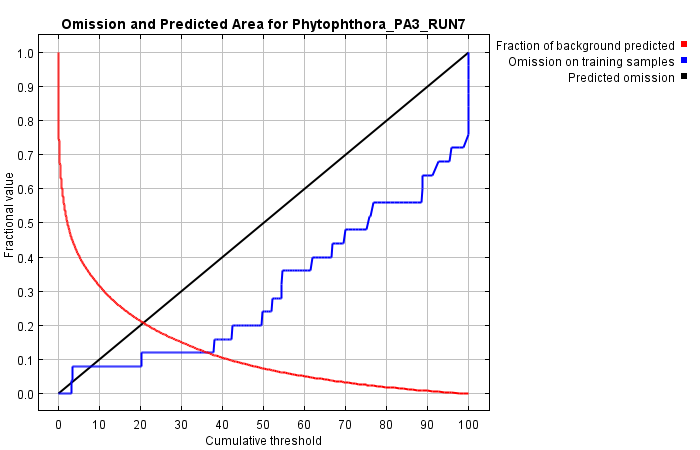 Omission and Predicted Area for Phytophthora_PA3_RUN7
Fraction of background predicted
Omission on training samples
Predicted omission
Fractional value
1.0
0.9
0.8
0.7
0.6
0.5
0.4
0.3
0.2
0.1
0.0
0 10 20 30 40 50 60 70 80 90 100
Cumulative threshold